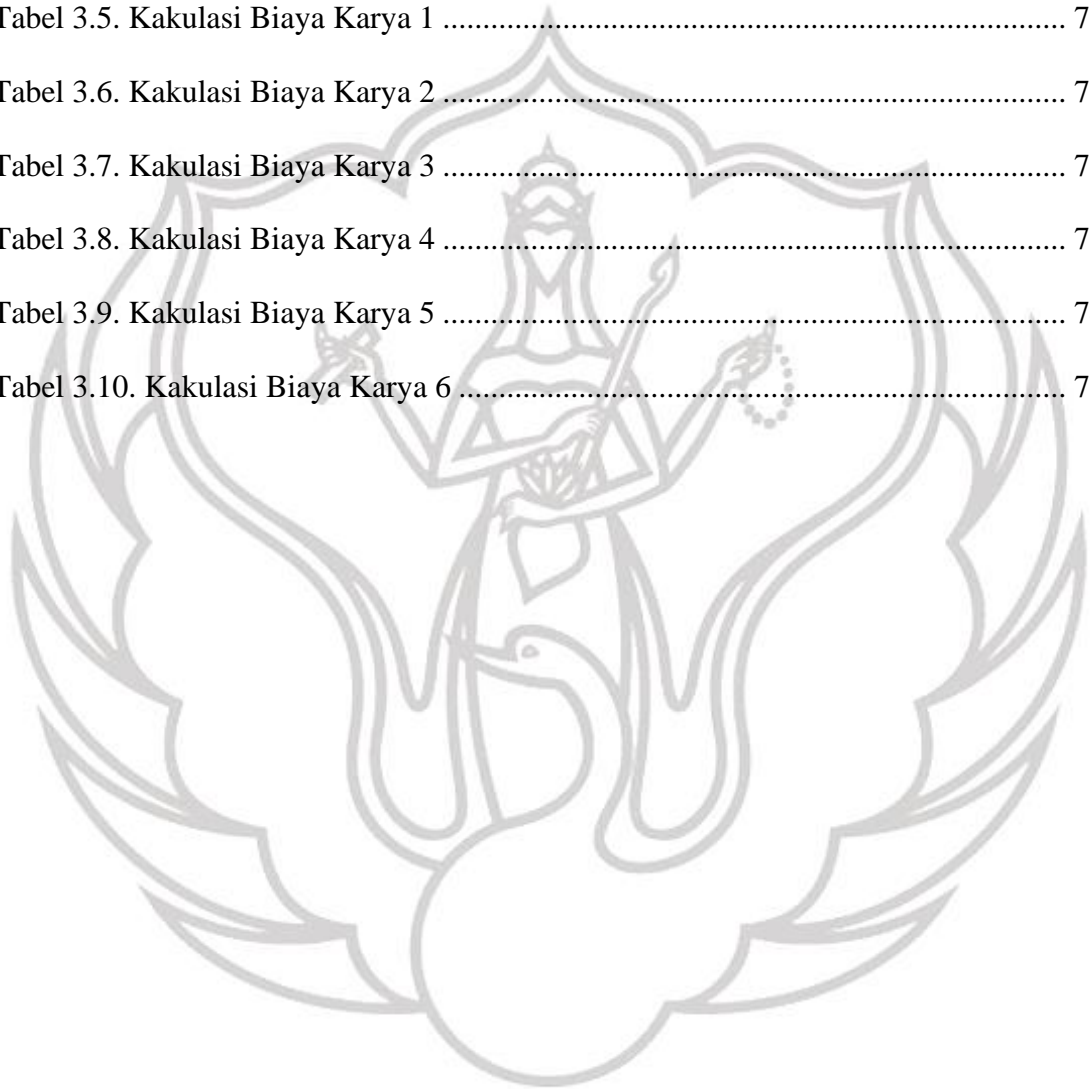 Tabel 3.5. Kakulasi Biaya Karya 1 ........................................................................... 7
Tabel 3.6. Kakulasi Biaya Karya 2 ........................................................................... 7
Tabel 3.7. Kakulasi Biaya Karya 3 ........................................................................... 7
Tabel 3.8. Kakulasi Biaya Karya 4 ........................................................................... 7
Tabel 3.9. Kakulasi Biaya Karya 5 ........................................................................... 7
Tabel 3.10. Kakulasi Biaya Karya 6 ......................................................................... 7